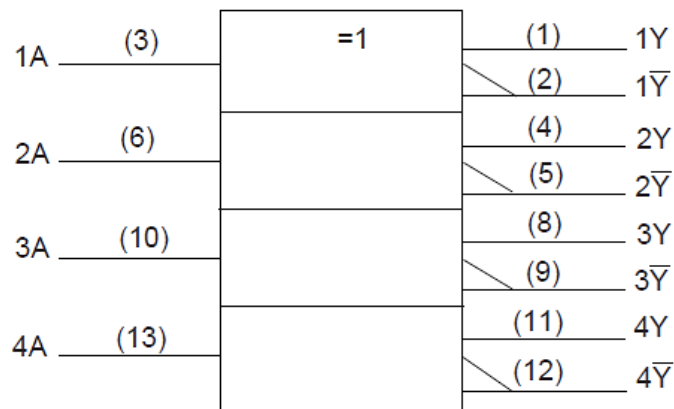 1A (3) =1 (1) 1Y
(2) 1Y̅
2A (6) (4) 2Y
(5) 2Y̅
3A (10) (8) 3Y
(9) 3Y̅
4A (13) (11) 4Y
(12) 4Y̅